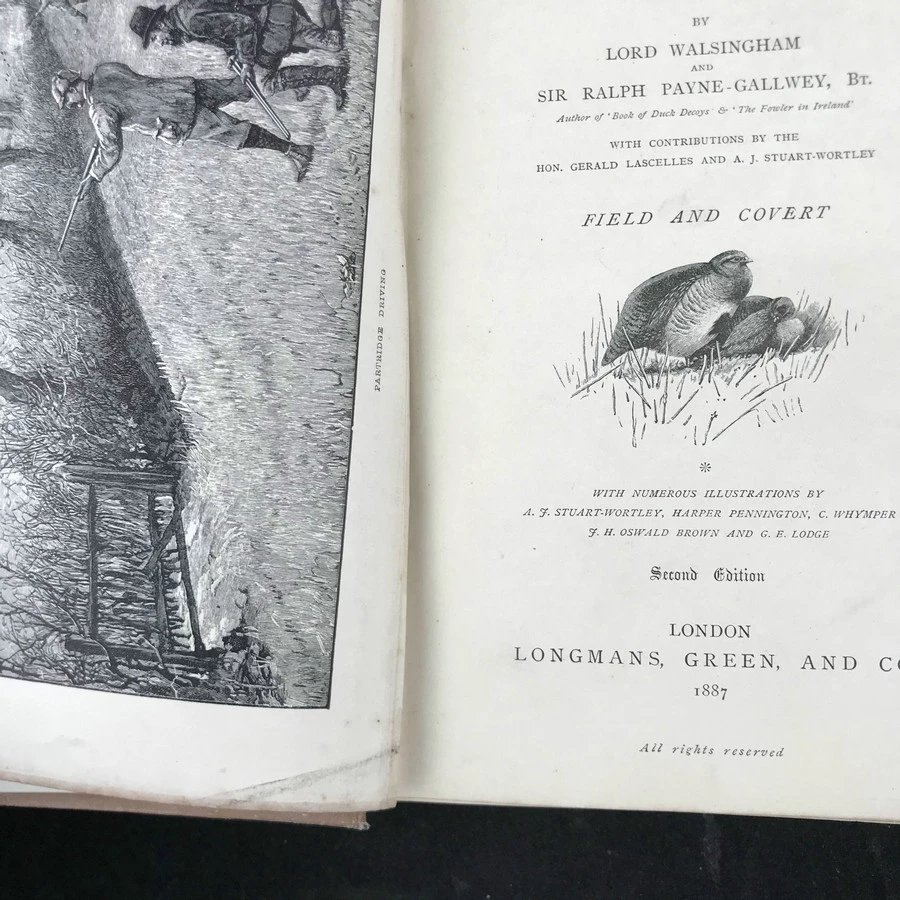 PARTRIDGE DRIVING
BY
LORD WALSINGHAM
AND
SIR RALPH PAYNE-GALLWEY, BT.
Author of 'Book of Duck Decoys & 'The Fowler in Ireland'
WITH CONTRIBUTIONS BY THE
HON. GERALD LASCELLES AND A. J. STUART-WORTLEY
FIELD AND COVERT
WITH NUMEROUS ILLUSTRATIONS BY
A. J. STUART-WORTLEY, HARPER PENNINGTON, C. WHYMPER
J. H. OSWALD BROWN AND G. E. LODGE
Second Edition
LONDON
LONGMANS, GREEN, AND CO
1887
All rights reserved